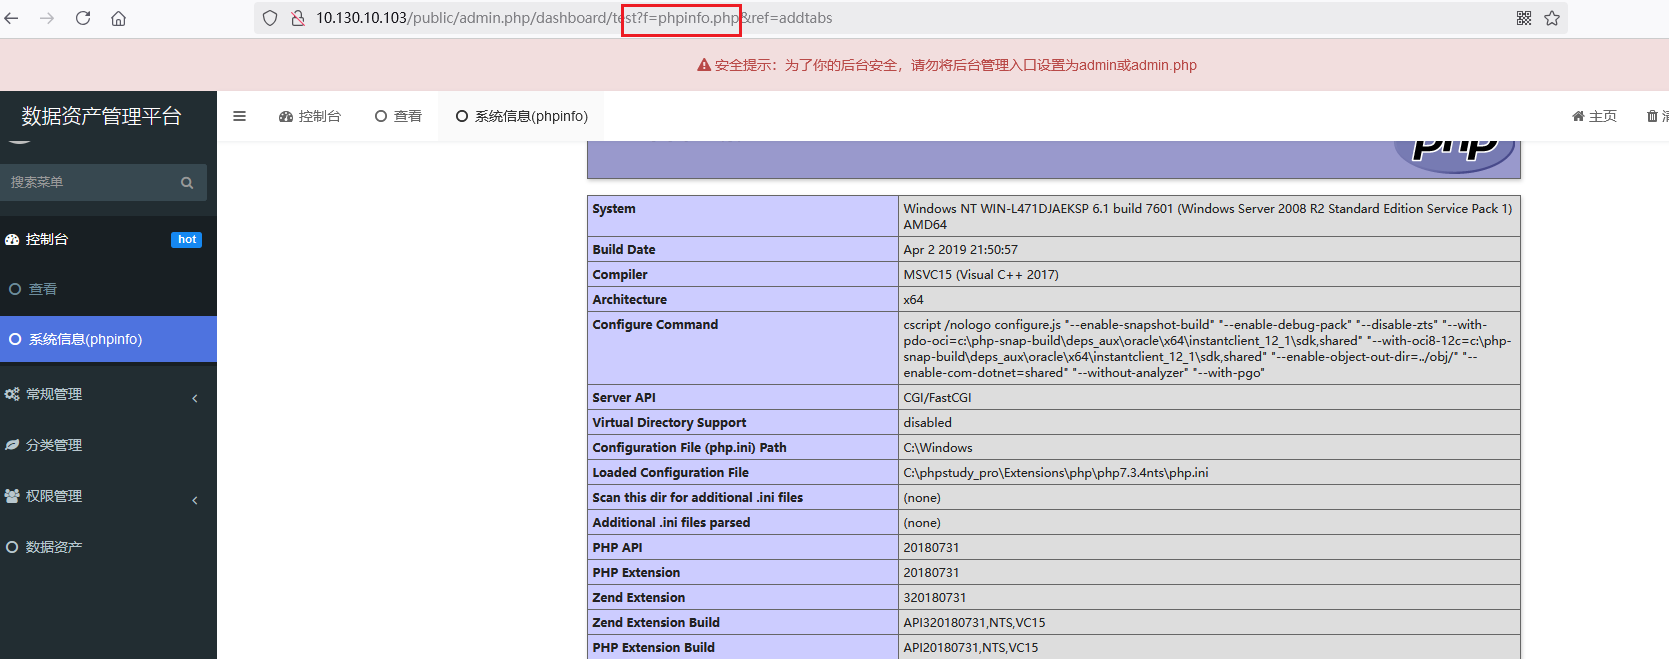 10.130.10.103/public/admin.php/dashboard/test?f=phpinfo.php&ref=addtabs
安全提示：为了你的后台安全，请勿将后台管理入口设置为admin或admin.php
数据资产管理平台
控制台
查看
系统信息(phpinfo)
主页
搜索菜单
控制台
hot
查看
系统信息(phpinfo)
常规管理
分类管理
权限管理
数据资产
php
System
Windows NT WIN-L471DJAEKSP 6.1 build 7601 (Windows Server 2008 R2 Standard Edition Service Pack 1)
AMD64
Build Date
Apr 2 2019 21:50:57
Compiler
MSVC15 (Visual C++ 2017)
Architecture
x64
Configure Command
cscript /nologo configure.js "--enable-snapshot-build" "--enable-debug-pack" "--disable-zts" "--with-
pdo-oci=c:\php-snap-build\deps_aux\oracle\x64\instantclient_12_1\sdk,shared" "--with-oci8-12c=c:\php-
snap-build\deps_aux\oracle\x64\instantclient_12_1\sdk,shared" "--enable-object-out-dir=../obj/" "--
enable-com-dotnet=shared" "--without-analyzer" "--with-pgo"
Server API
CGI/FastCGI
Virtual Directory Support
disabled
Configuration File (php.ini) Path
C:\Windows
Loaded Configuration File
C:\phpstudy_pro\Extensions\php\php7.3.4nts\php.ini
Scan this dir for additional .ini files
(none)
Additional .ini files parsed
(none)
PHP API
20180731
PHP Extension
20180731
Zend Extension
320180731
Zend Extension Build
API320180731,NTS,VC15
PHP Extension Build
API20180731,NTS,VC15